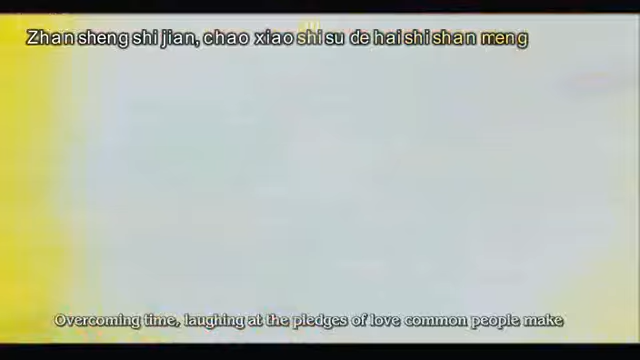 Zhan sheng shi jian, chao xiao shi su de hai shi shan meng
Overcoming time, laughing at the pledges of love common people make